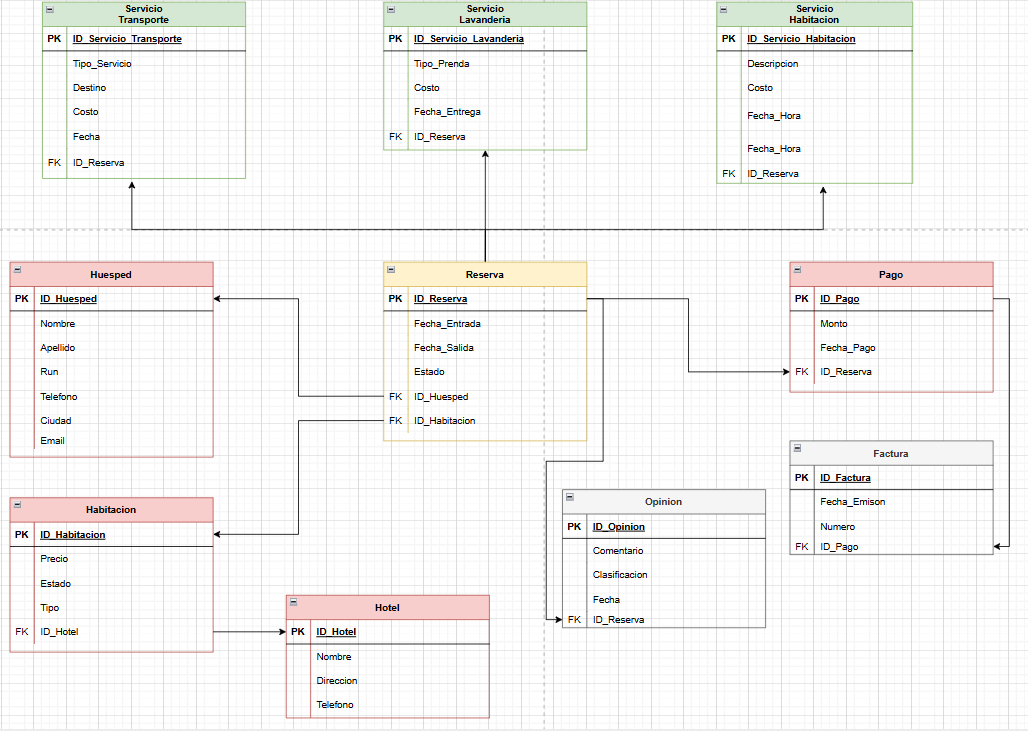 Servicio
Transporte
PK ID_Servicio_Transporte
Tipo_Servicio
Destino
Costo
Fecha
FK ID_Reserva
Servicio
Lavanderia
PK ID_Servicio_Lavanderia
Tipo_Prenda
Costo
Fecha_Entrega
FK ID_Reserva
Servicio
Habitacion
PK ID_Servicio_Habitacion
Descripcion
Costo
Fecha_Hora
Fecha_Hora
FK ID_Reserva
Huesped
PK ID_Huesped
Nombre
Apellido
Run
Telefono
Ciudad
Email
Reserva
PK ID_Reserva
Fecha_Entrada
Fecha_Salida
Estado
FK ID_Huesped
FK ID_Habitacion
Pago
PK ID_Pago
Monto
Fecha_Pago
FK ID_Reserva
Factura
PK ID_Factura
Fecha_Emison
Numero
FK ID_Pago
Habitacion
PK ID_Habitacion
Precio
Estado
Tipo
FK ID_Hotel
Opinion
PK ID_Opinion
Comentario
Clasificacion
Fecha
FK ID_Reserva
Hotel
PK ID_Hotel
Nombre
Direccion
Telefono